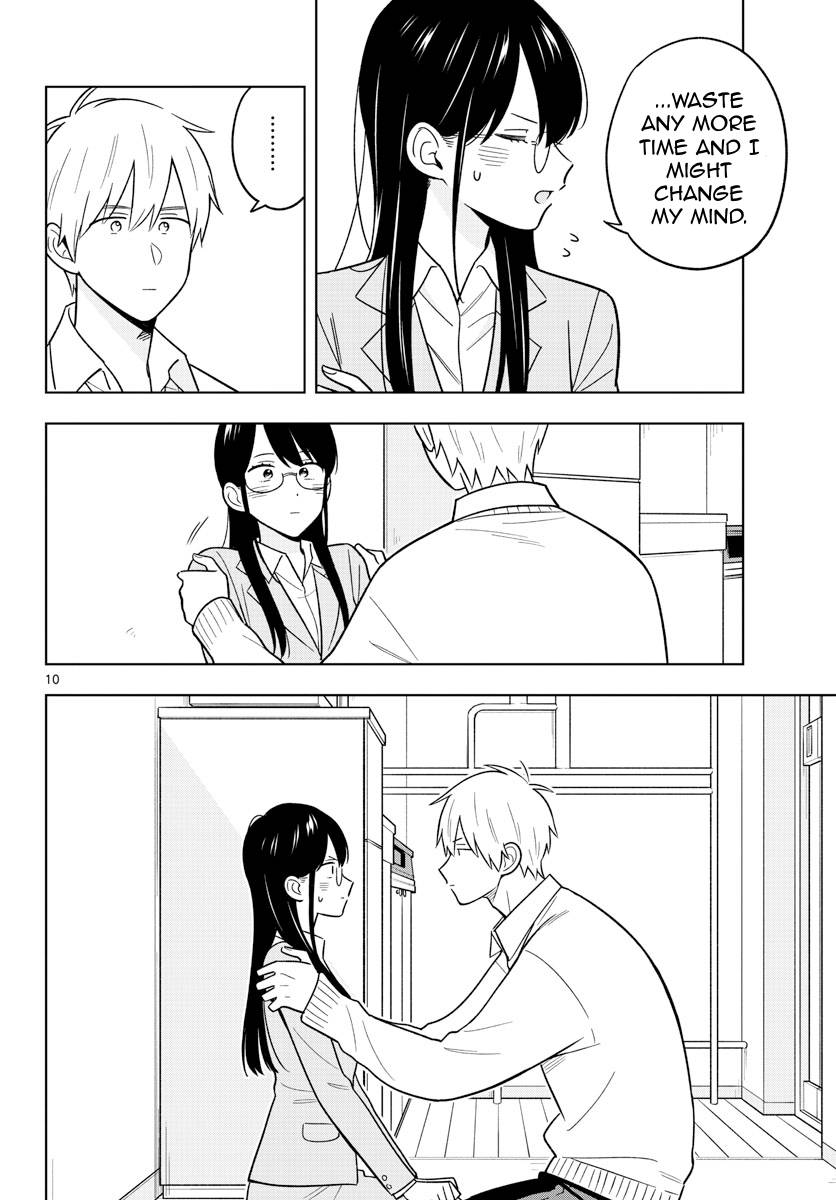 ...WASTE
ANY MORE
TIME AND I
MIGHT
CHANGE
MY MIND.
.........
10